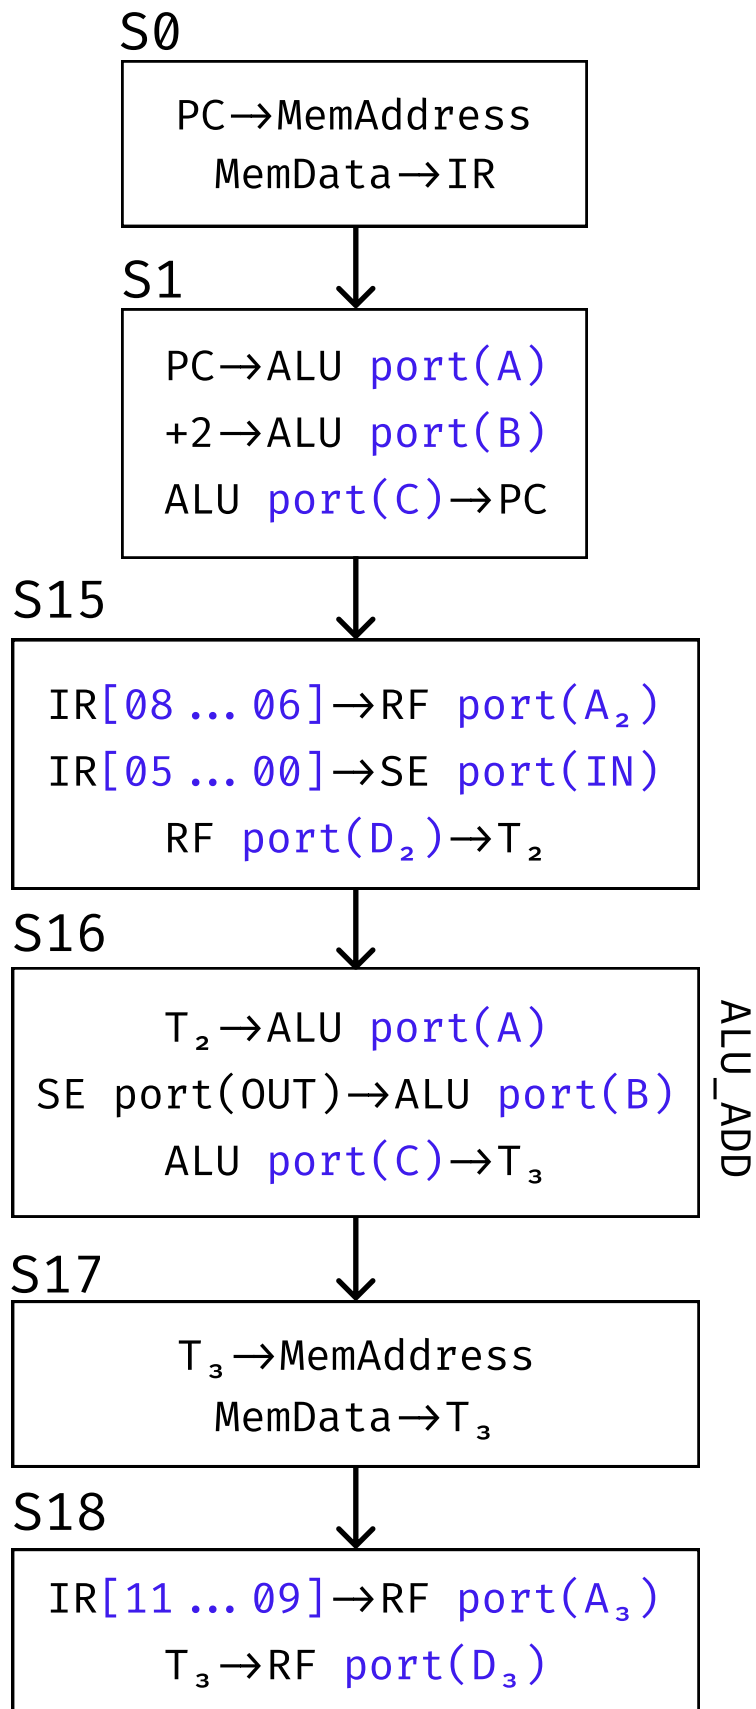 S0
PC→MemAddress
MemData→IR
S1
PC→ALU port(A)
+2→ALU port(B)
ALU port(C)→PC
S15
IR[08...06]→RF port(A₂)
IR[05...00]→SE port(IN)
RF port(D₂)→T₂
S16
T₂→ALU port(A)
SE port(OUT)→ALU port(B)
ALU port(C)→T₃
ALU_ADD
S17
T₃→MemAddress
MemData→T₃
S18
IR[11...09]→RF port(A₃)
T₃→RF port(D₃)